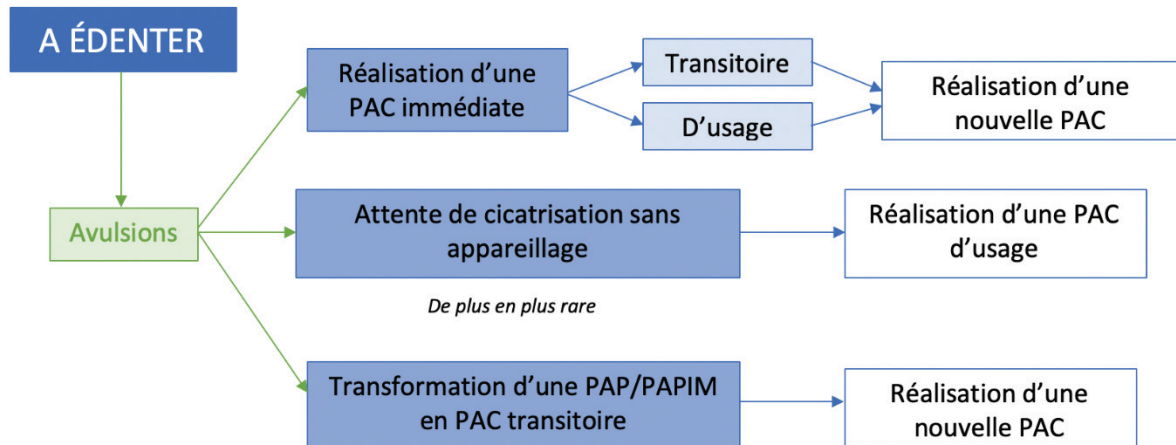 A ÉDENTER
Réalisation d’une
PAC immédiate
Transitoire
D’usage
Réalisation d’une
nouvelle PAC
Avulsions
Attente de cicatrisation sans
appareillage
Réalisation d’une PAC
d’usage
De plus en plus rare
Transformation d’une PAP/PAPIM
en PAC transitoire
Réalisation d’une
nouvelle PAC